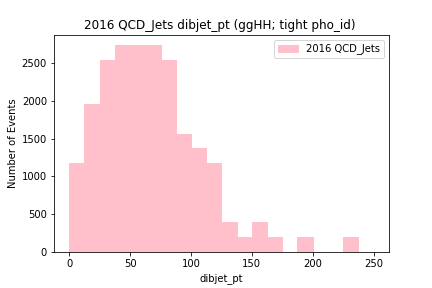 2016 QCD_Jets dibjet_pt (ggHH; tight pho_id)
2016 QCD_Jets
Number of Events
2500
2000
1500
1000
500
0
0 50 100 150 200 250
dibjet_pt